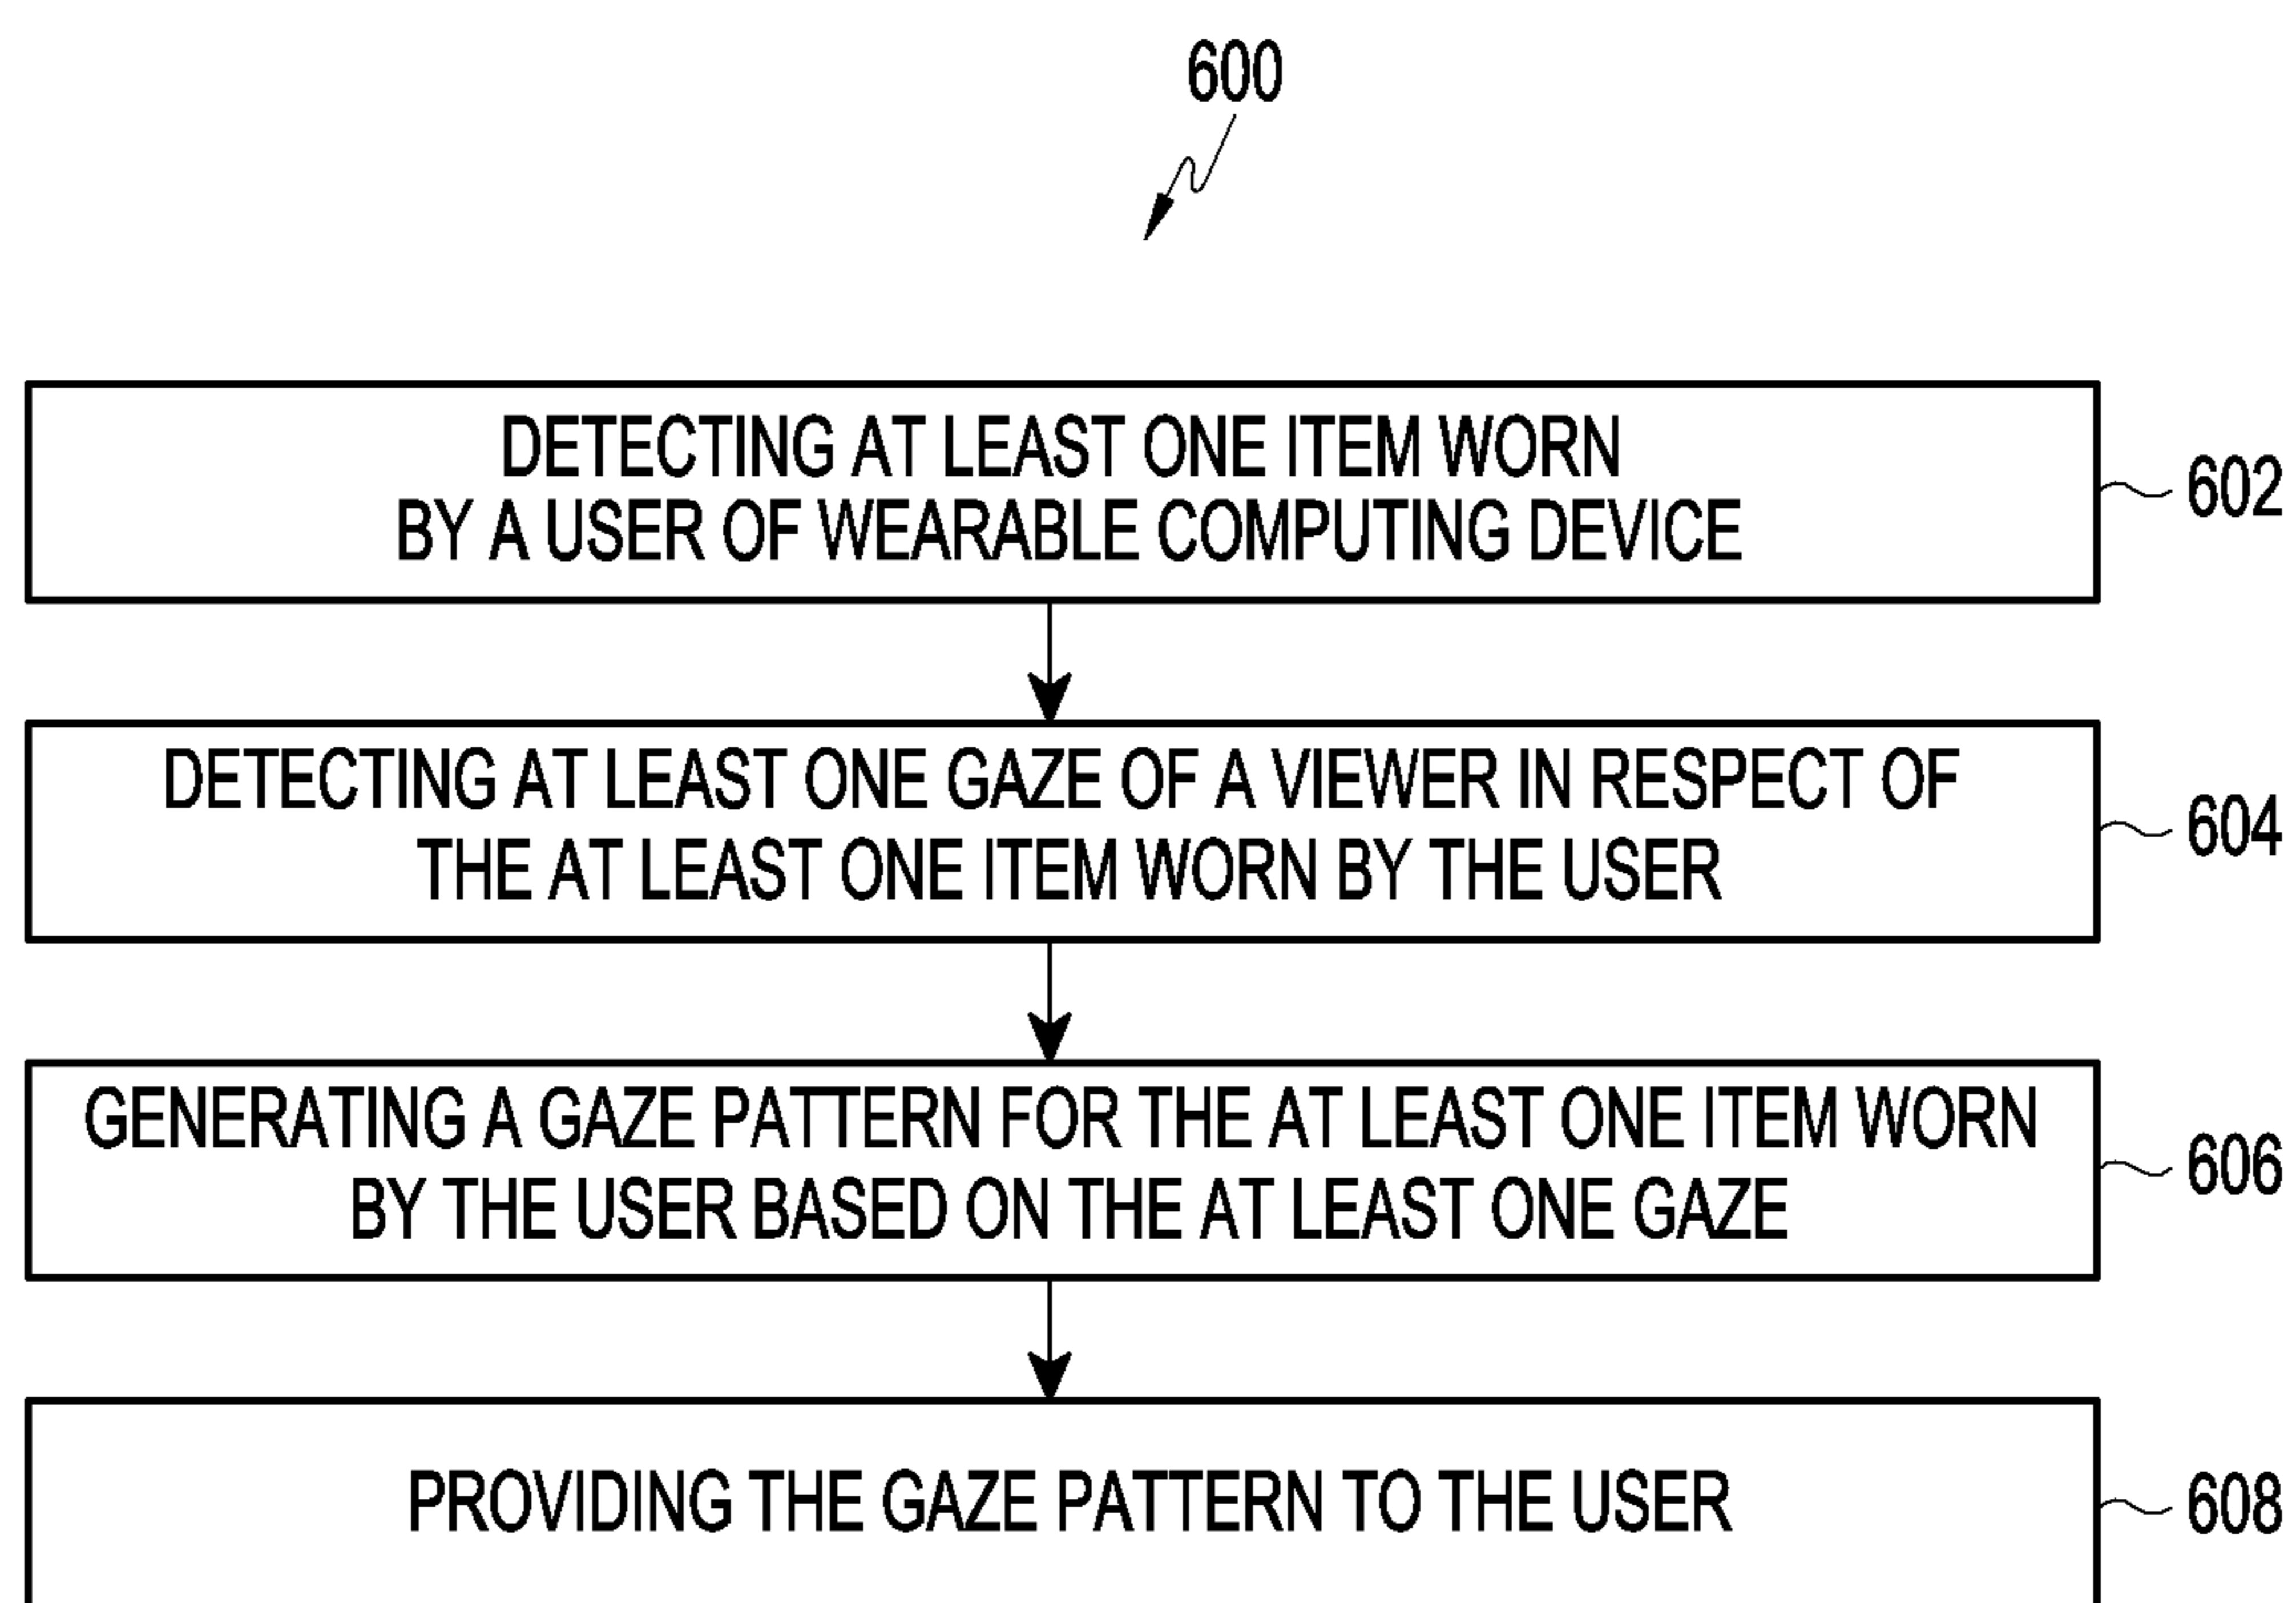 600
DETECTING AT LEAST ONE ITEM WORN
BY A USER OF WEARABLE COMPUTING DEVICE
602
DETECTING AT LEAST ONE GAZE OF A VIEWER IN RESPECT OF
THE AT LEAST ONE ITEM WORN BY THE USER
604
GENERATING A GAZE PATTERN FOR THE AT LEAST ONE ITEM WORN
BY THE USER BASED ON THE AT LEAST ONE GAZE
606
PROVIDING THE GAZE PATTERN TO THE USER
608